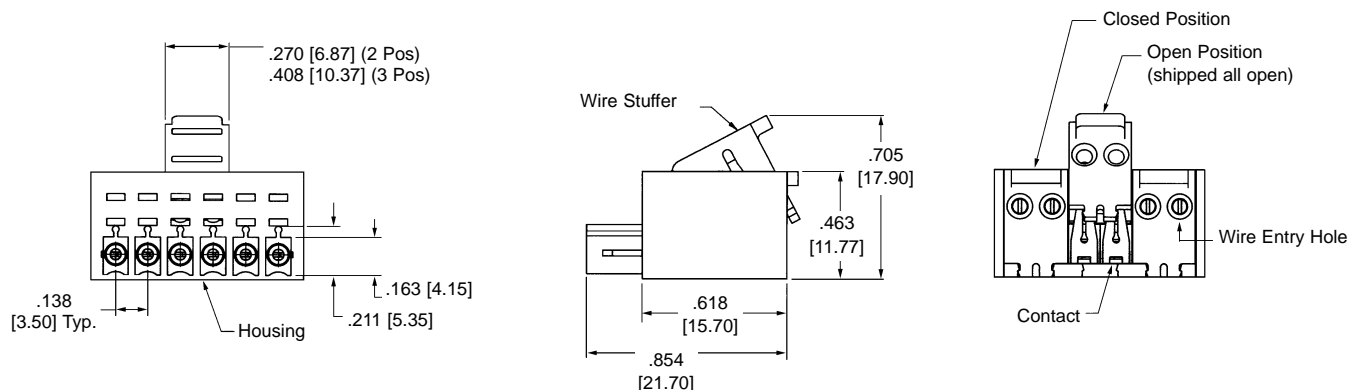 .270 [6.87] (2 Pos)
.408 [10.37] (3 Pos)
.163 [4.15]
.211 [5.35]
.138
[3.50] Typ.
Housing
Wire Stuffer
.705
[17.90]
.463
[11.77]
.618
[15.70]
.854
[21.70]
Closed Position
Open Position
(shipped all open)
Wire Entry Hole
Contact